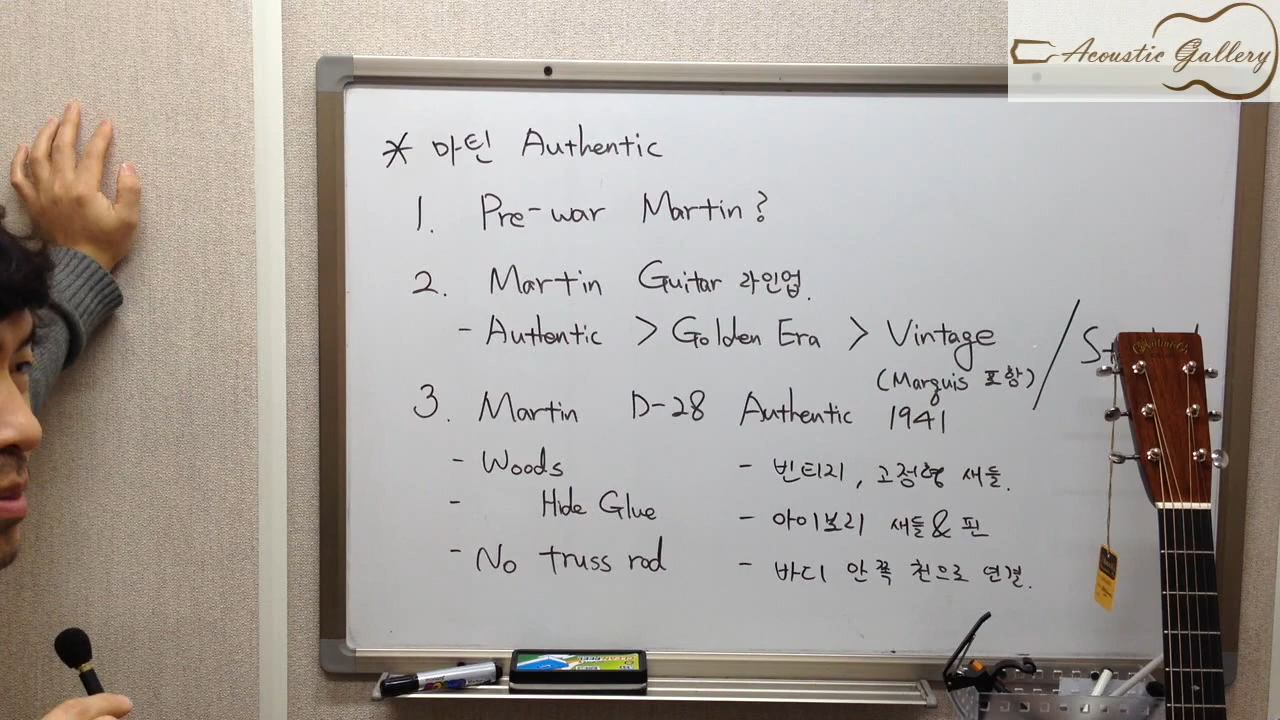 Acoustic Gallery
* 마틴 Authentic
1. Pre-war Martin?
2. Martin Guitar 라인업.
- Authentic > Golden Era > Vintage /
(Marquis 포함)
3. Martin D-28 Authentic 1941
- Woods - 빈티지, 고정형 새들.
- Hide Glue - 아이보리 새들 & 핀
- No truss rod - 바디 안쪽 천으로 연결.